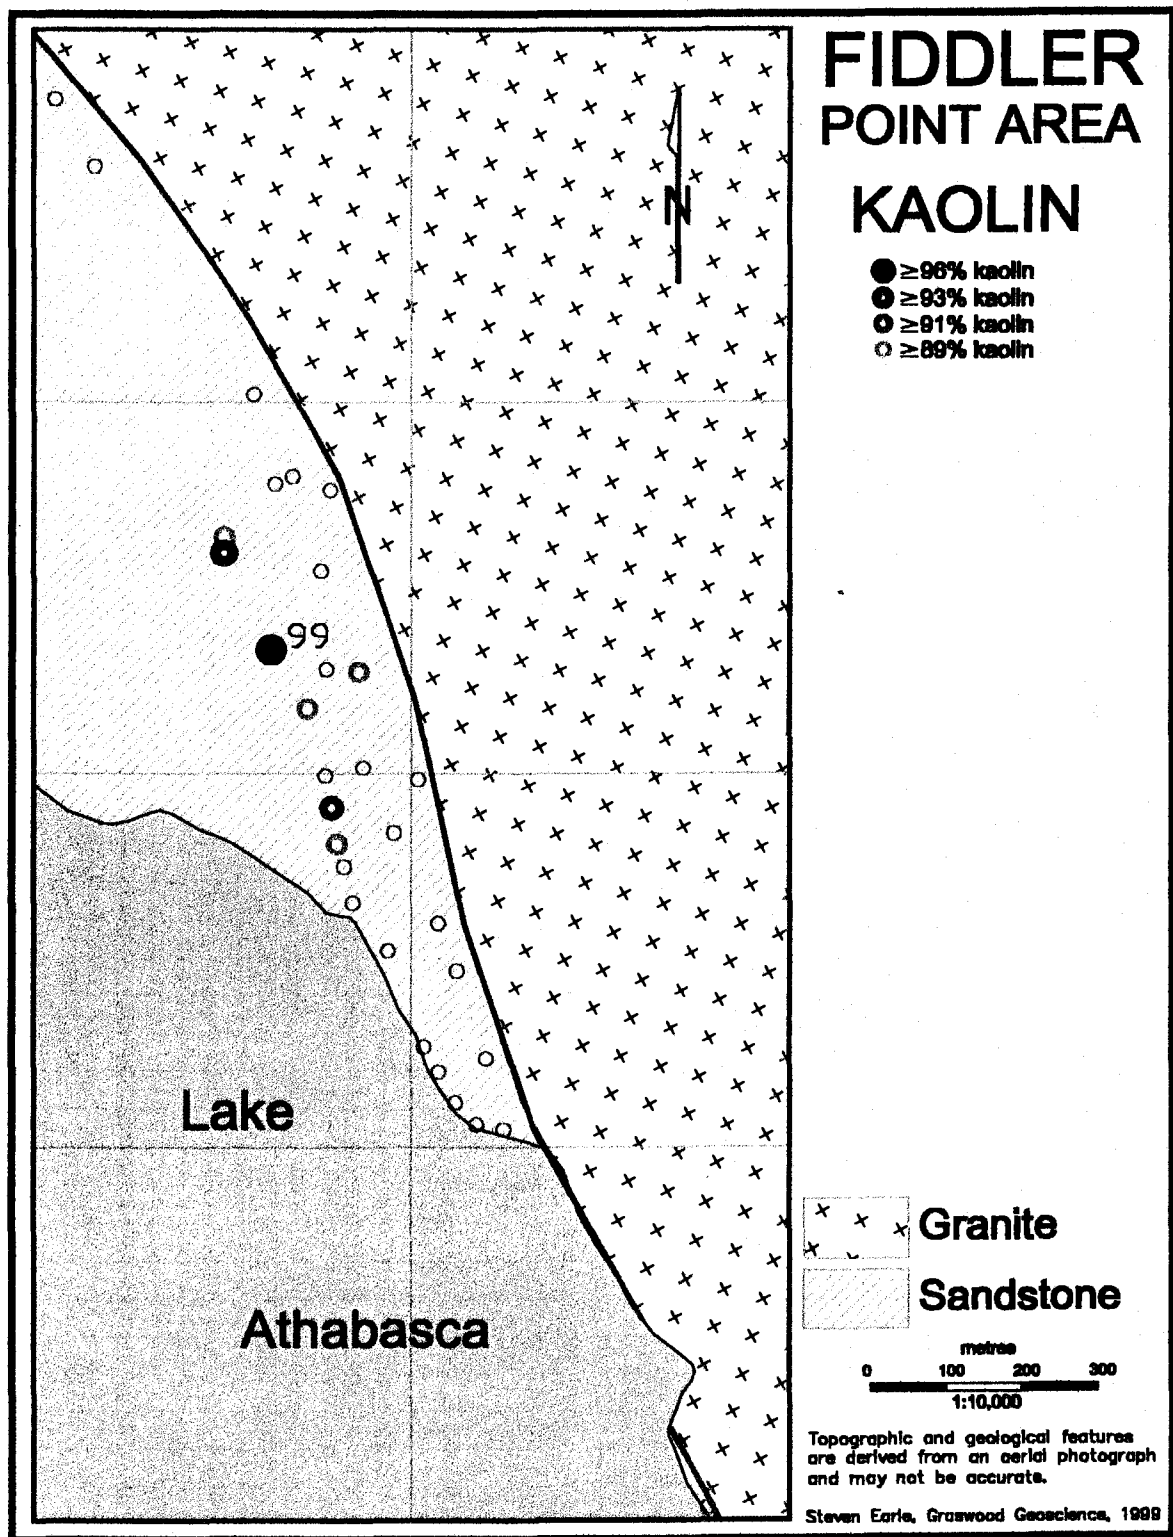 FIDDLER
POINT AREA
KAOLIN
≥96% kaolin
≥93% kaolin
≥91% kaolin
≥89% kaolin
N
99
Lake
Athabasca
Granite
Sandstone
metres
0 100 200 300
1:10,000
Topographic and geological features
are derived from an aerial photograph
and may not be accurate.
Steven Earle, Graswood Geoscience, 1999